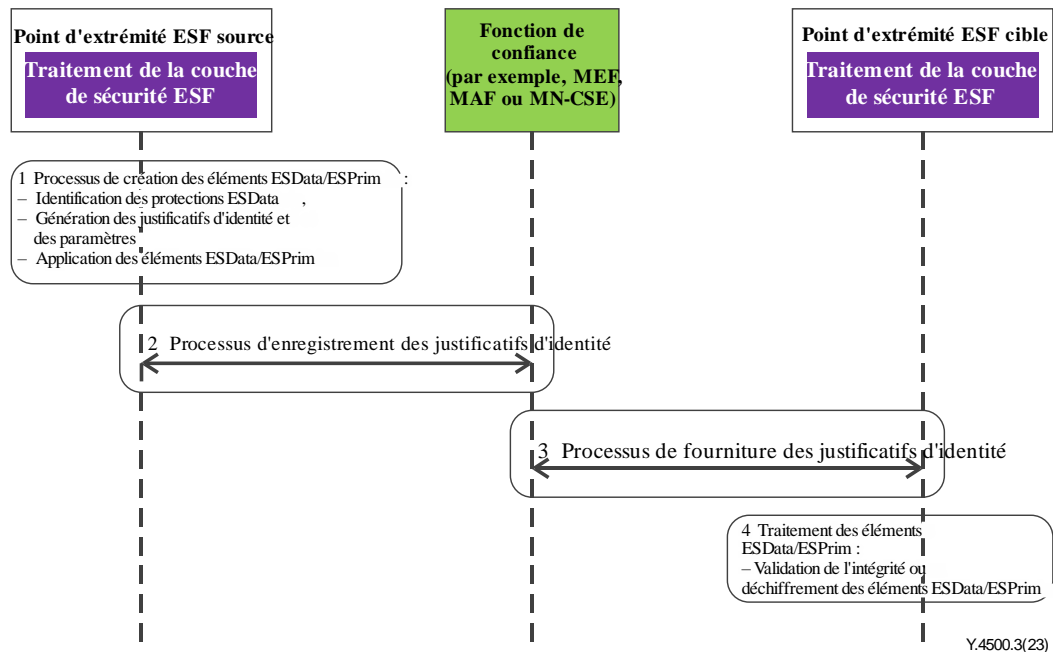 Point d'extrémité ESF source
Traitement de la couche
de sécurité ESF
Fonction de
confiance
(par exemple, MEF,
MAF ou MN-CSE)
Point d'extrémité ESF cible
Traitement de la couche
de sécurité ESF
1 Processus de création des éléments ESData/ESPrim :
– Identification des protections ESData ,
– Génération des justificatifs d'identité et
des paramètres
– Application des éléments ESData/ESPrim
2 Processus d'enregistrement des justificatifs d'identité
3 Processus de fourniture des justificatifs d'identité
4 Traitement des éléments
ESData/ESPrim :
– Validation de l'intégrité ou
déchiffrement des éléments ESData/ESPrim
Y.4500.3(23)